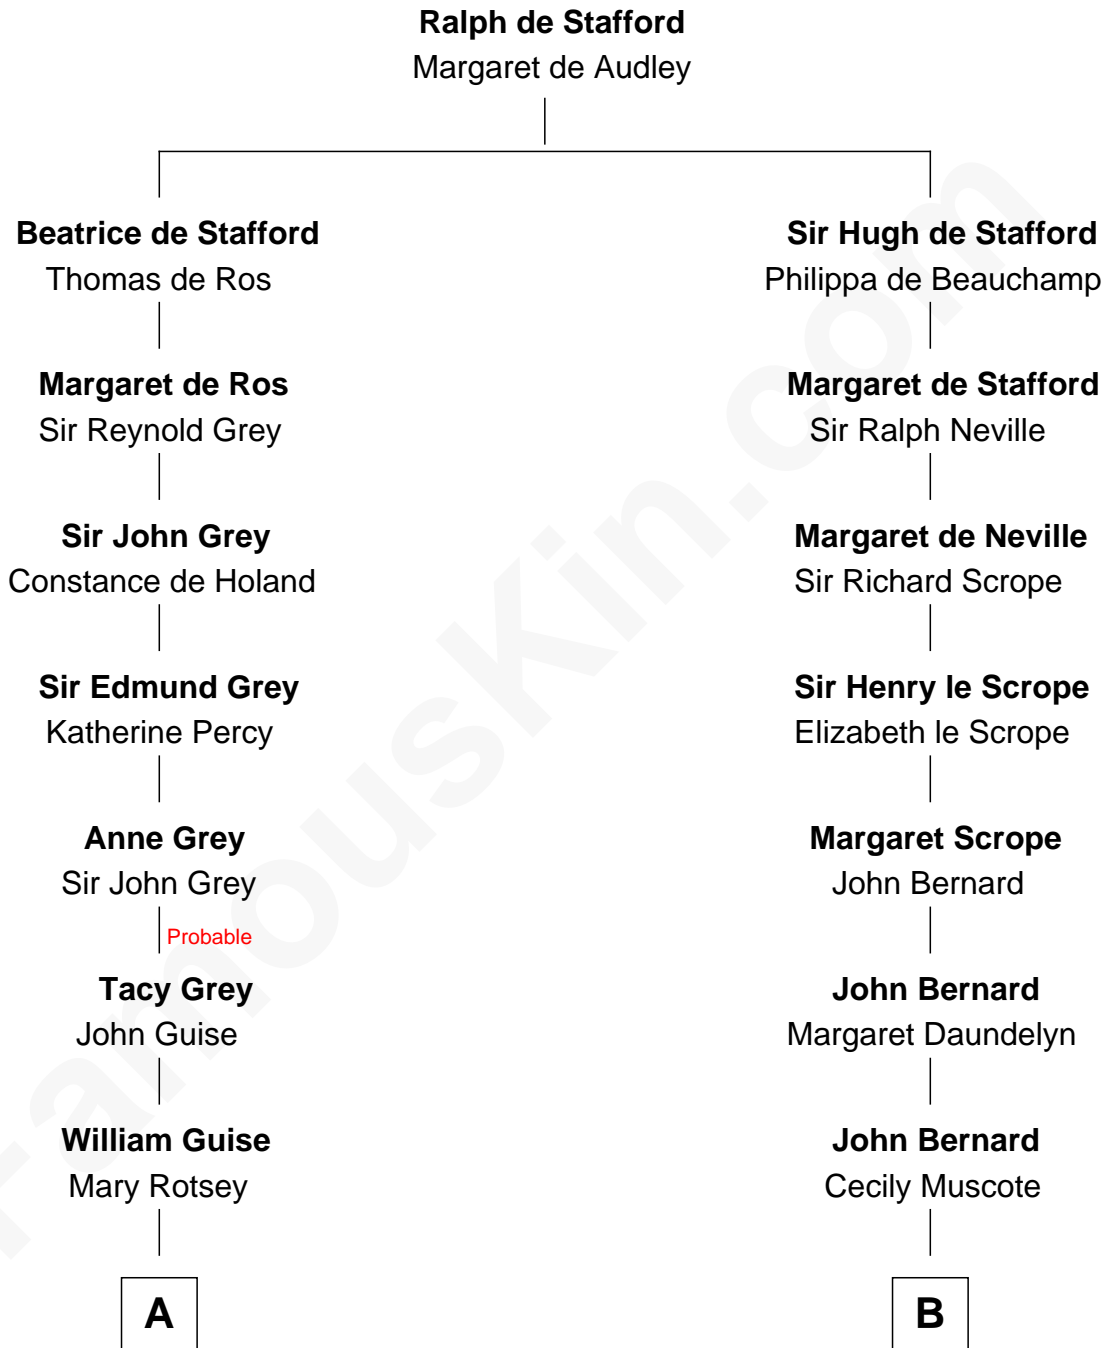 Ralph de Stafford
Margaret de Audley
Beatrice de Stafford
Thomas de Ros
Margaret de Ros
Sir Reynold Grey
Sir John Grey
Constance de Holand
Sir Edmund Grey
Katherine Percy
Anne Grey
Sir John Grey
Probable
Tacy Grey
John Guise
William Guise
Mary Rotsey
A
Sir Hugh de Stafford
Philippa de Beauchamp
Margaret de Stafford
Sir Ralph Neville
Margaret de Neville
Sir Richard Scrope
Sir Henry le Scrope
Elizabeth le Scrope
Margaret Scrope
John Bernard
John Bernard
Margaret Daundelyn
John Bernard
Cecily Muscote
B
FamousKin.com